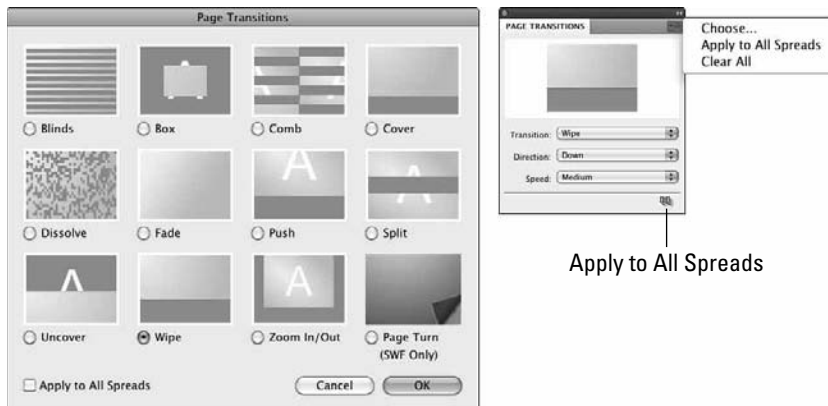 Page Transitions
Blinds
Box
Comb
Cover
Dissolve
Fade
Push
Split
Uncover
Wipe
Zoom In/Out
Page Turn
(SWF Only)
Apply to All Spreads
Cancel
OK
PAGE TRANSITIONS
Transition: Wipe
Direction: Down
Speed: Medium
Choose...
Apply to All Spreads
Clear All
Apply to All Spreads